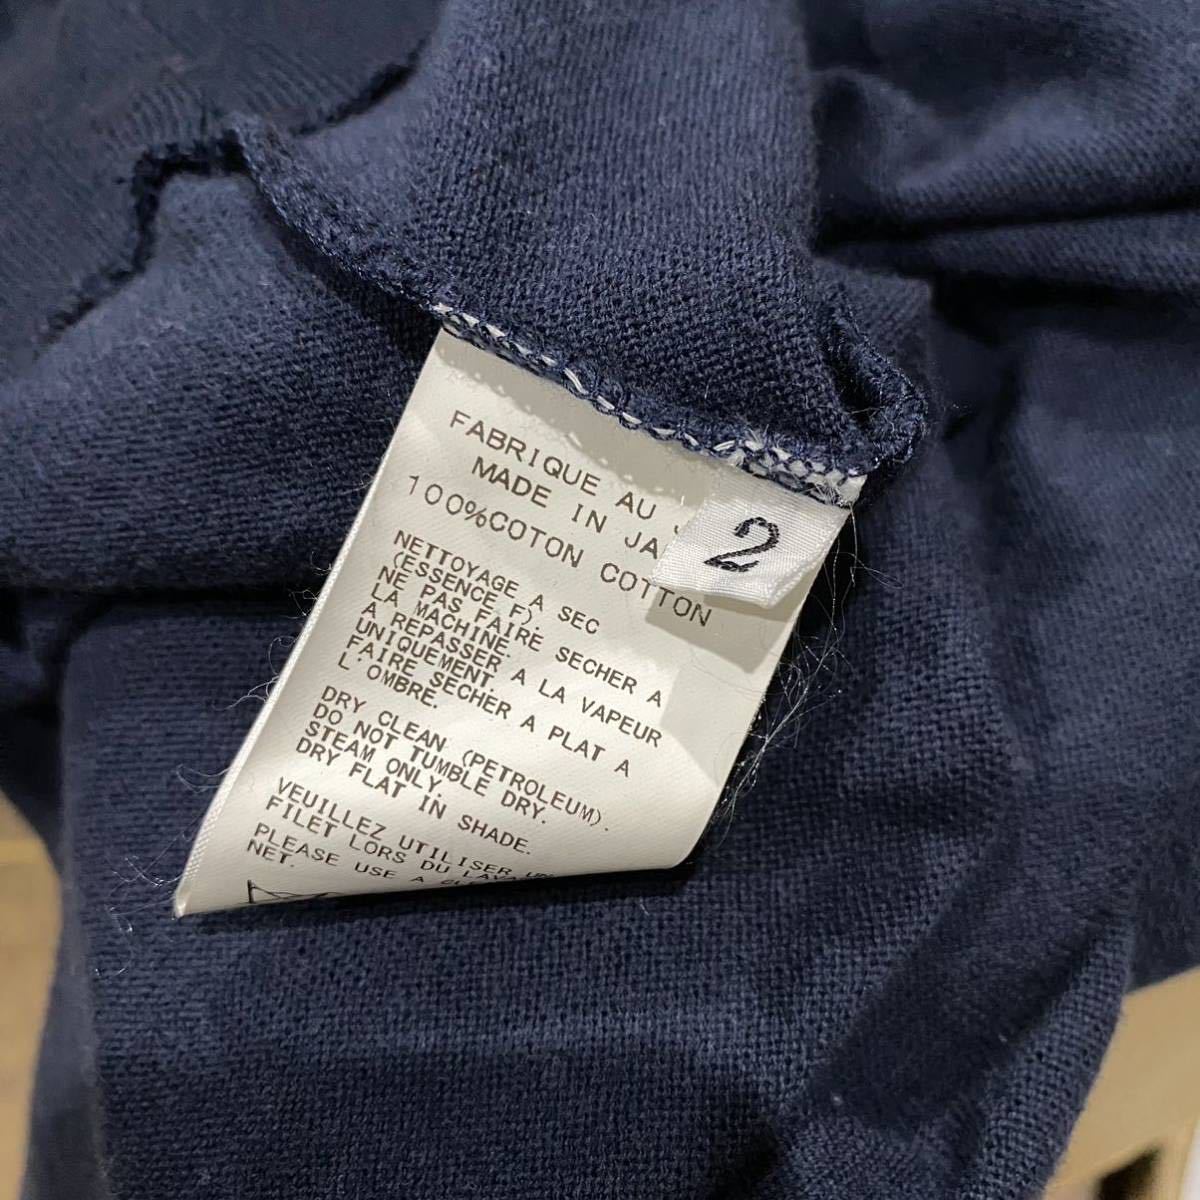 FABRIQUE AU
MADE IN
100%COTON COTTON
2
NETTOYAGE A SEC
(ESSENCE F).
NE PAS FAIRE SECHER A
LA MACHINE.
A REPASSER A LA VAPEUR
UNIQUEMENT.
FAIRE SECHER A PLAT A
L'OMBRE.
DRY CLEAN (PETROLEUM).
DO NOT TUMBLE DRY.
STEAM ONLY.
DRY FLAT IN SHADE.
VEUILLEZ UTILISER
FILET LORS DU
PLEASE USE A
NET.